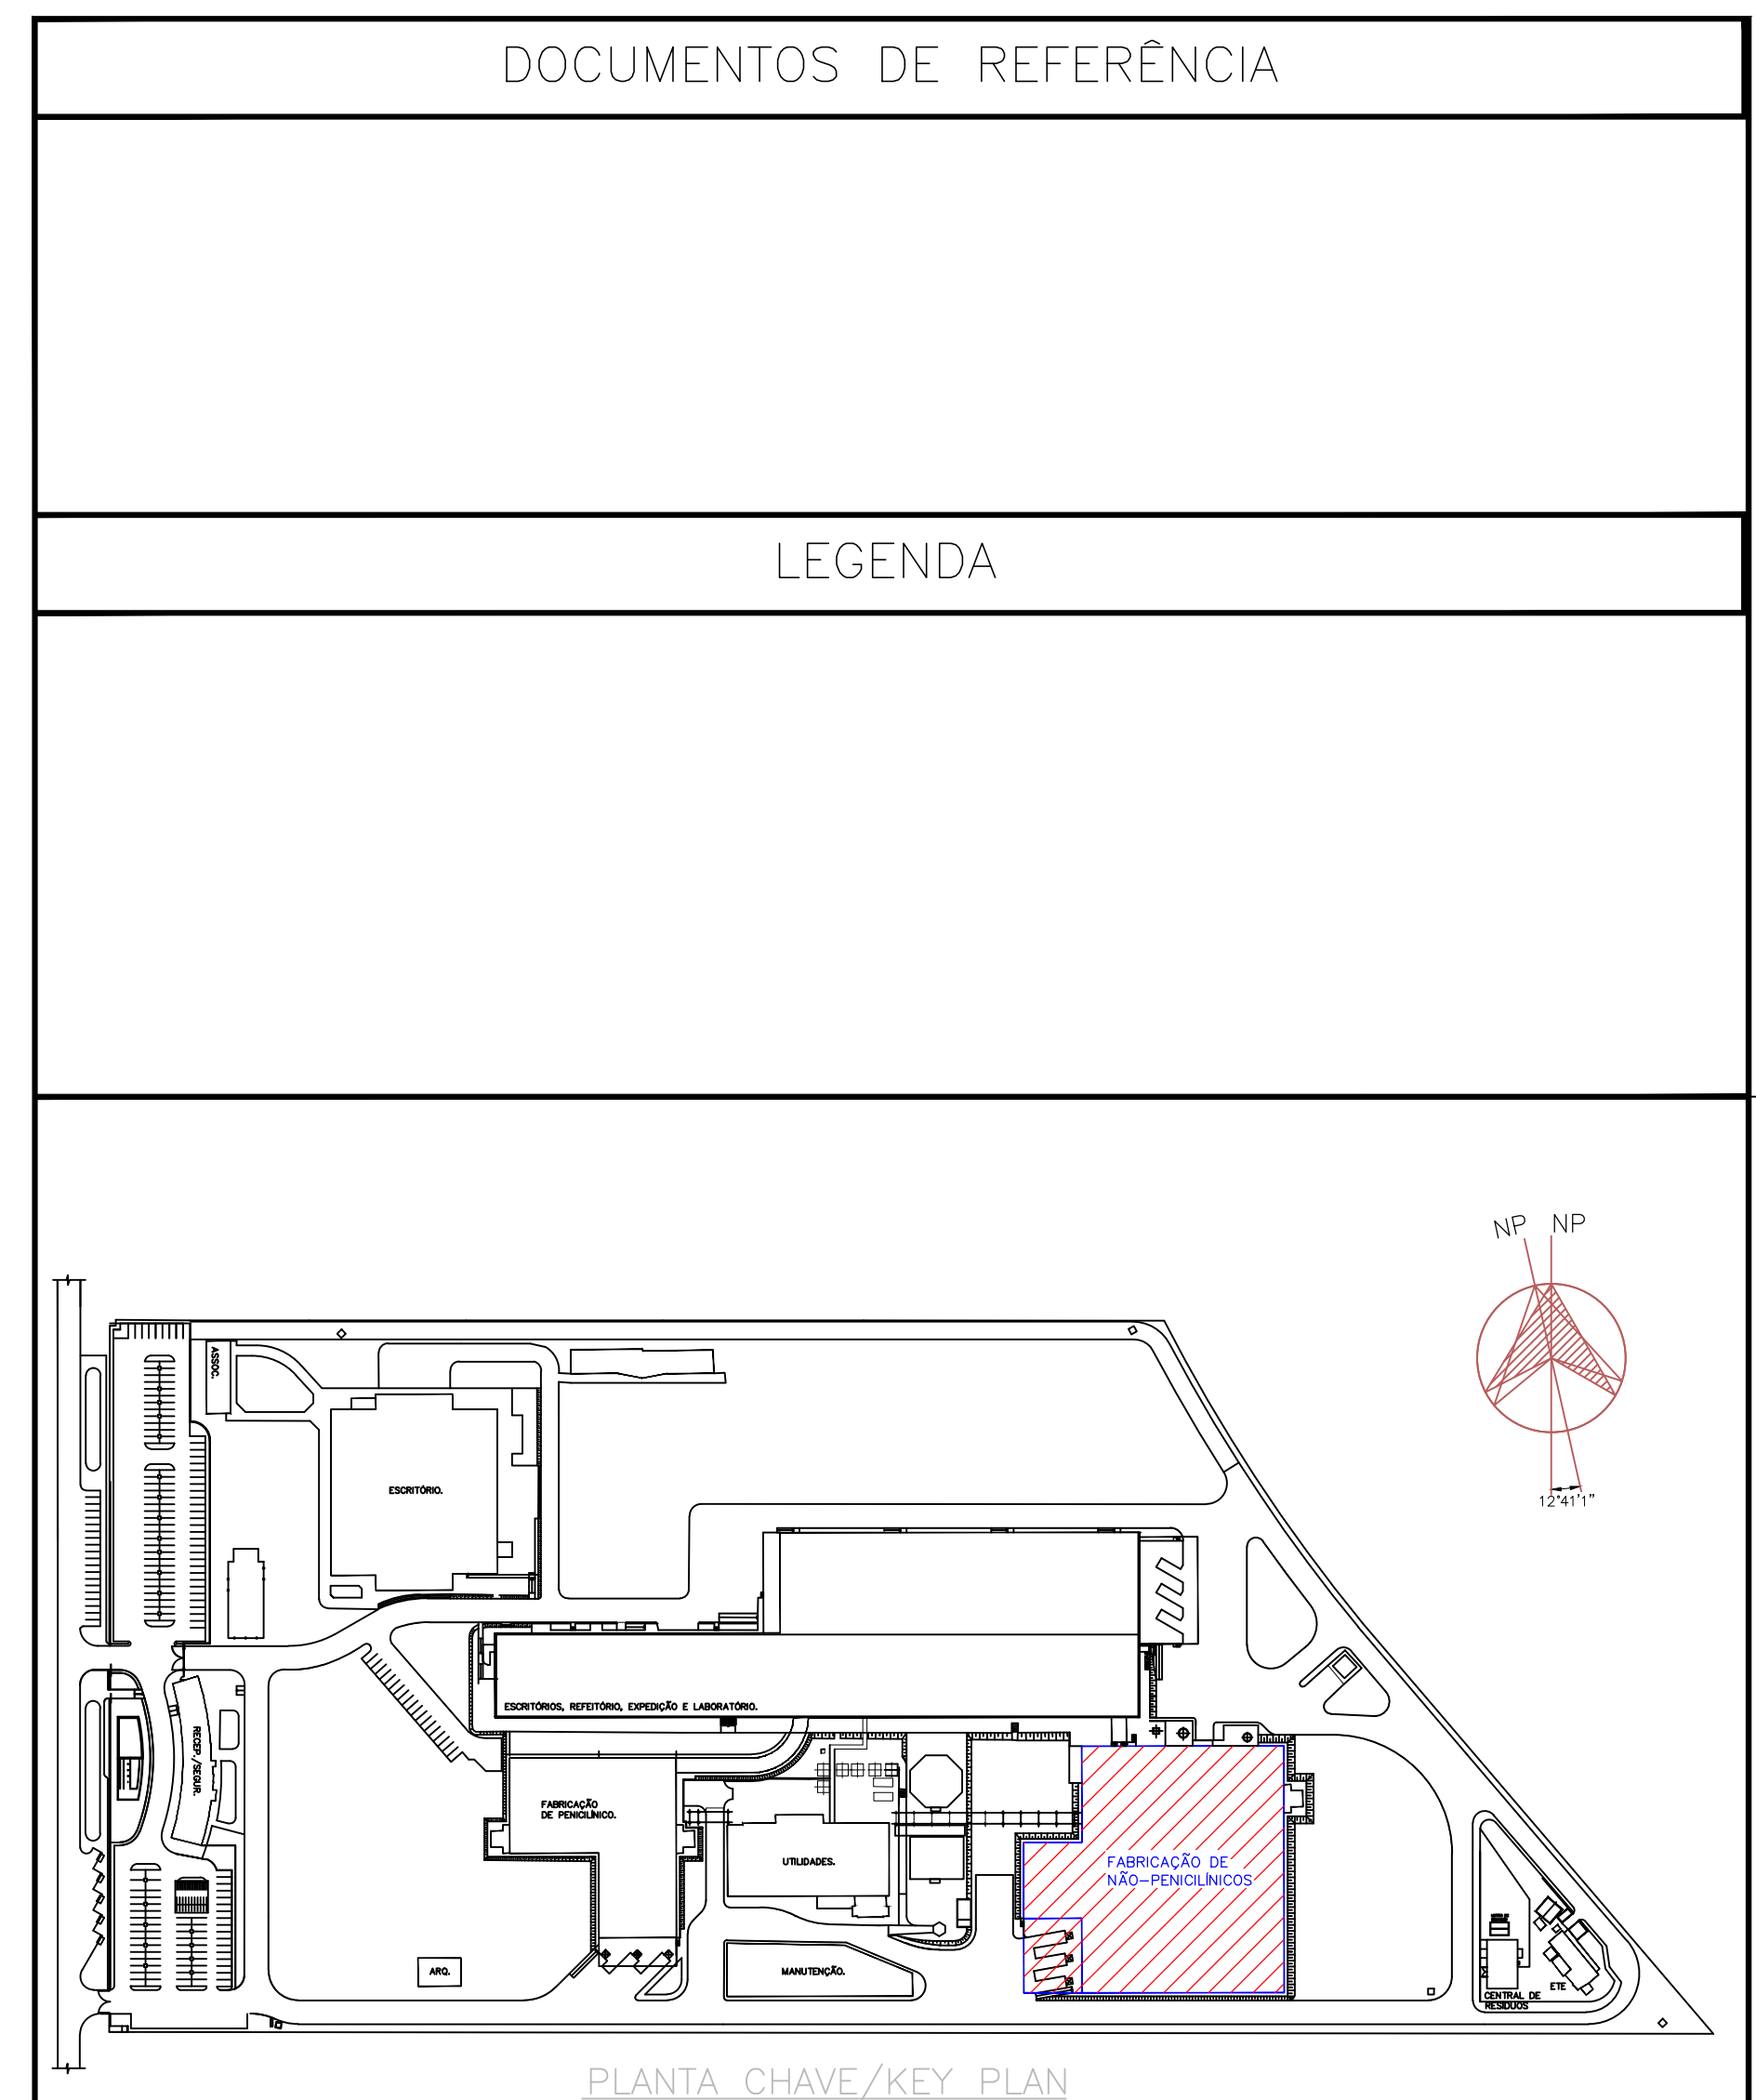 DOCUMENTOS DE REFERÊNCIA
LEGENDA
NP NP
12°41'1"
ASSOC.
ESCRITÓRIO.
ESCRITÓRIOS, REFEITÓRIO, EXPEDIÇÃO E LABORATÓRIO.
RECEP./SEGUR.
FABRICAÇÃO
DE PENICILÍNICO.
UTILIDADES.
FABRICAÇÃO DE
NÃO-PENICILÍNICOS
ARQ.
MANUTENÇÃO.
ETE
CENTRAL DE
RESÍDUOS
PLANTA CHAVE/KEY PLAN